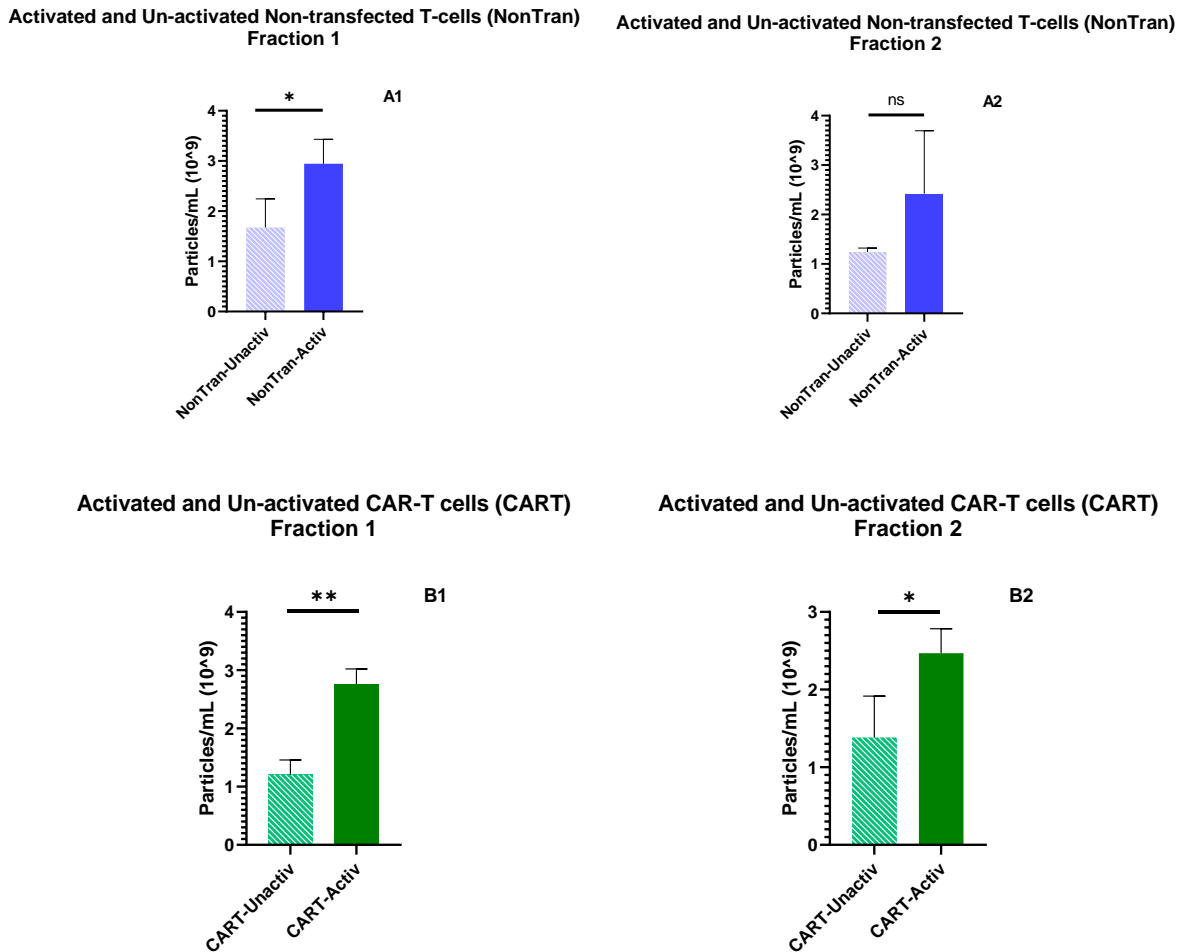 Activated and Un-activated Non-transfected T-cells (NonTran)
Fraction 1
*
A1
Particles/mL (10^9)
4
3
2
1
0
NonTran-Unactiv
NonTran-Activ
Activated and Un-activated Non-transfected T-cells (NonTran)
Fraction 2
ns
A2
Particles/mL (10^9)
4
3
2
1
0
NonTran-Unactiv
NonTran-Activ
Activated and Un-activated CAR-T cells (CART)
Fraction 1
**
B1
Particles/mL (10^9)
4
3
2
1
0
CART-Unactiv
CART-Activ
Activated and Un-activated CAR-T cells (CART)
Fraction 2
*
B2
Particles/mL (10^9)
3
2
1
0
CART-Unactiv
CART-Activ